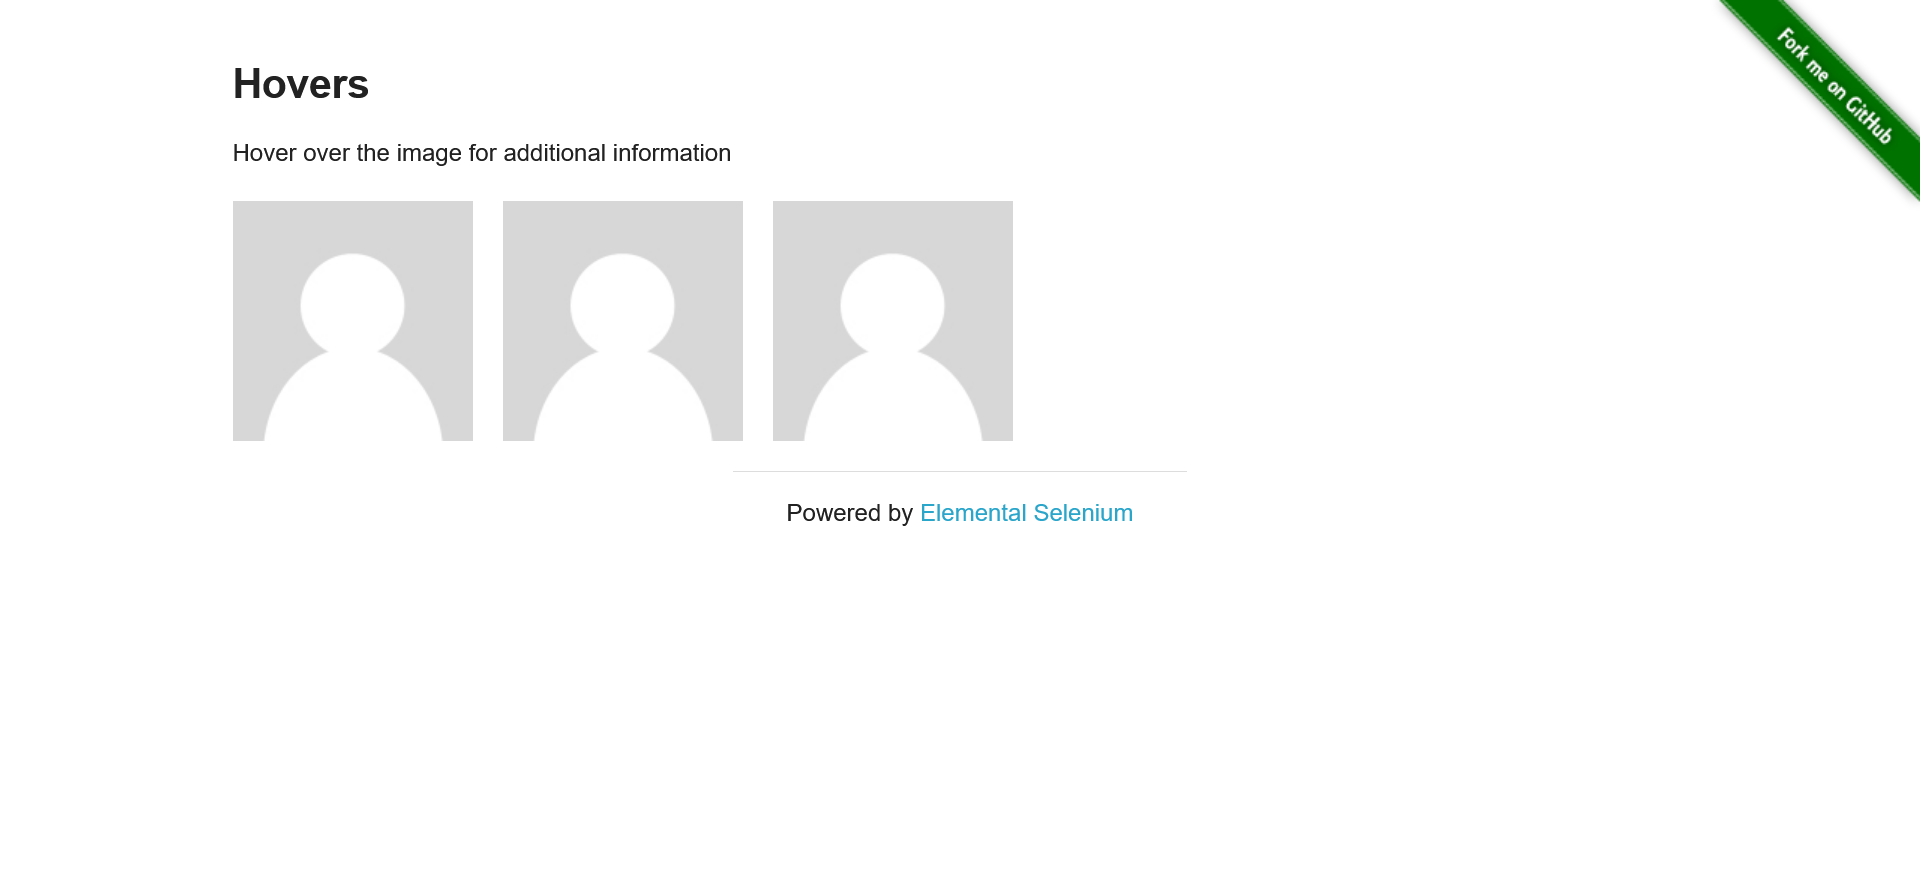 Hovers
Fork me on GitHub
Hover over the image for additional information
Powered by Elemental Selenium